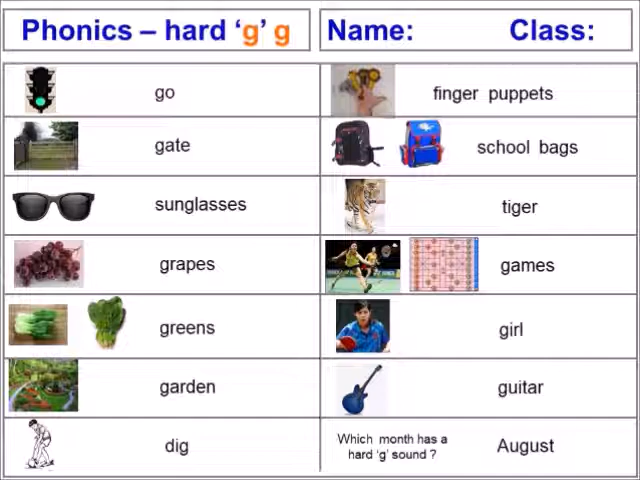 Phonics – hard ‘g’ g
Name: Class:
go
finger puppets
gate
school bags
sunglasses
tiger
grapes
games
greens
girl
garden
guitar
dig
Which month has a
hard ‘g’ sound ?
August